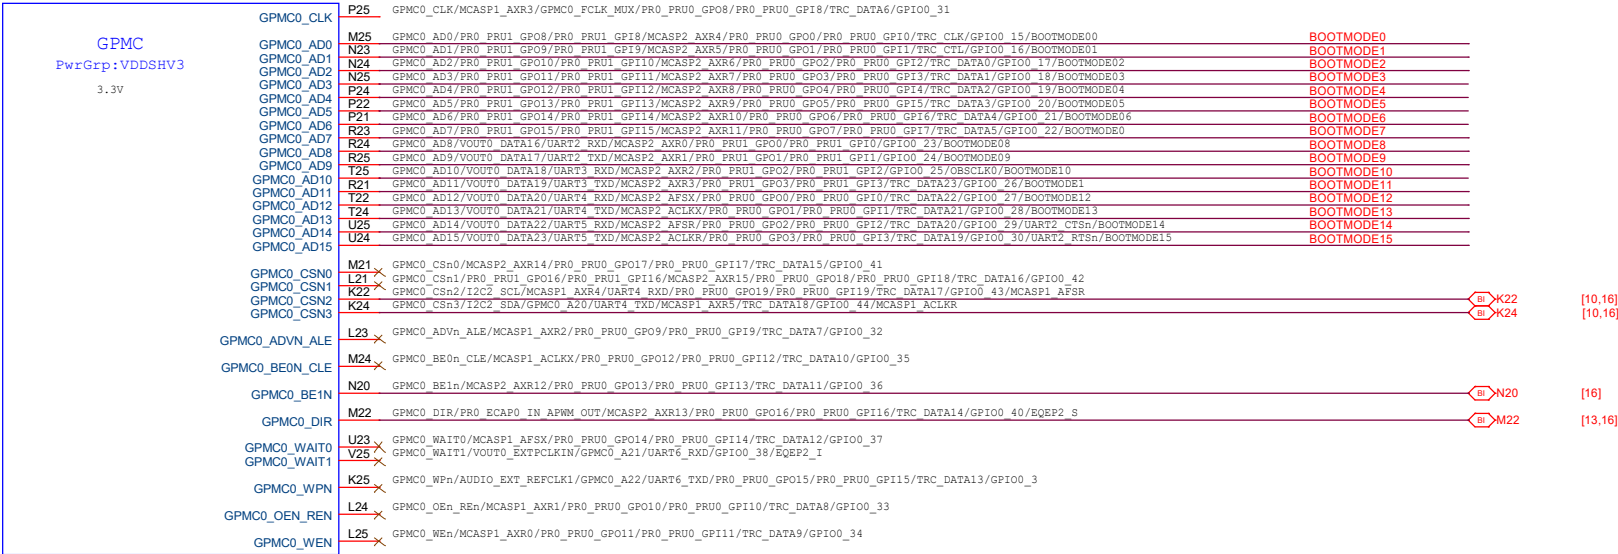 GPMC0_CLK P25 GPMC0_CLK/MCASP1_AXR3/GPMC0_FCLK_MUX/PR0_PRU0_GPO8/PR0_PRU0_GPI8/TRC_DATA6/GPIO0_31
GPMC
PwrGrp:VDDSHV3
3.3V
GPMC0_AD0 M25 GPMC0_AD0/PR0_PRU1_GPO8/PR0_PRU1_GPI8/MCASP2_AXR4/PR0_PRU0_GPO0/PR0_PRU0_GPI0/TRC_CLK/GPIO0_15/BOOTMODE00 BOOTMODE0
GPMC0_AD1 N23 GPMC0_AD1/PR0_PRU1_GPO9/PR0_PRU1_GPI9/MCASP2_AXR5/PR0_PRU0_GPO1/PR0_PRU0_GPI1/TRC_CTL/GPIO0_16/BOOTMODE01 BOOTMODE1
GPMC0_AD2 N24 GPMC0_AD2/PR0_PRU1_GPO10/PR0_PRU1_GPI10/MCASP2_AXR6/PR0_PRU0_GPO2/PR0_PRU0_GPI2/TRC_DATA0/GPIO0_17/BOOTMODE02 BOOTMODE2
GPMC0_AD3 N25 GPMC0_AD3/PR0_PRU1_GPO11/PR0_PRU1_GPI11/MCASP2_AXR7/PR0_PRU0_GPO3/PR0_PRU0_GPI3/TRC_DATA1/GPIO0_18/BOOTMODE03 BOOTMODE3
GPMC0_AD4 P24 GPMC0_AD4/PR0_PRU1_GPO12/PR0_PRU1_GPI12/MCASP2_AXR8/PR0_PRU0_GPO4/PR0_PRU0_GPI4/TRC_DATA2/GPIO0_19/BOOTMODE04 BOOTMODE4
GPMC0_AD5 P22 GPMC0_AD5/PR0_PRU1_GPO13/PR0_PRU1_GPI13/MCASP2_AXR9/PR0_PRU0_GPO5/PR0_PRU0_GPI5/TRC_DATA3/GPIO0_20/BOOTMODE05 BOOTMODE5
GPMC0_AD6 P21 GPMC0_AD6/PR0_PRU1_GPO14/PR0_PRU1_GPI14/MCASP2_AXR10/PR0_PRU0_GPO6/PR0_PRU0_GPI6/TRC_DATA4/GPIO0_21/BOOTMODE06 BOOTMODE6
GPMC0_AD7 R23 GPMC0_AD7/PR0_PRU1_GPO15/PR0_PRU1_GPI15/MCASP2_AXR11/PR0_PRU0_GPO7/PR0_PRU0_GPI7/TRC_DATA5/GPIO0_22/BOOTMODE0 BOOTMODE7
GPMC0_AD8 R24 GPMC0_AD8/VOUT0_DATA16/UART2_RXD/MCASP2_AXR0/PR0_PRU1_GPO0/PR0_PRU1_GPI0/GPIO0_23/BOOTMODE08 BOOTMODE8
GPMC0_AD9 R25 GPMC0_AD9/VOUT0_DATA17/UART2_TXD/MCASP2_AXR1/PR0_PRU1_GPO1/PR0_PRU1_GPI1/GPIO0_24/BOOTMODE09 BOOTMODE9
GPMC0_AD10 T25 GPMC0_AD10/VOUT0_DATA18/UART3_RXD/MCASP2_AXR2/PR0_PRU1_GPO2/PR0_PRU1_GPI2/GPIO0_25/OBSCLK0/BOOTMODE10 BOOTMODE10
GPMC0_AD11 R21 GPMC0_AD11/VOUT0_DATA19/UART3_TXD/MCASP2_AXR3/PR0_PRU1_GPO3/PR0_PRU1_GPI3/TRC_DATA23/GPIO0_26/BOOTMODE1 BOOTMODE11
GPMC0_AD12 T22 GPMC0_AD12/VOUT0_DATA20/UART4_RXD/MCASP2_AFSX/PR0_PRU0_GPO0/PR0_PRU0_GPI0/TRC_DATA22/GPIO0_27/BOOTMODE12 BOOTMODE12
GPMC0_AD13 T24 GPMC0_AD13/VOUT0_DATA21/UART4_TXD/MCASP2_ACLKX/PR0_PRU0_GPO1/PR0_PRU0_GPI1/TRC_DATA21/GPIO0_28/BOOTMODE13 BOOTMODE13
GPMC0_AD14 U25 GPMC0_AD14/VOUT0_DATA22/UART5_RXD/MCASP2_AFSR/PR0_PRU0_GPO2/PR0_PRU0_GPI2/TRC_DATA20/GPIO0_29/UART2_CTSn/BOOTMODE14 BOOTMODE14
GPMC0_AD15 U24 GPMC0_AD15/VOUT0_DATA23/UART5_TXD/MCASP2_ACLKR/PR0_PRU0_GPO3/PR0_PRU0_GPI3/TRC_DATA19/GPIO0_30/UART2_RTSn/BOOTMODE15 BOOTMODE15
GPMC0_CSN0 M21 GPMC0_CSn0/MCASP2_AXR14/PR0_PRU0_GPO17/PR0_PRU0_GPI17/TRC_DATA15/GPIO0_41
GPMC0_CSN1 L21 GPMC0_CSn1/PR0_PRU1_GPO16/PR0_PRU1_GPI16/MCASP2_AXR15/PR0_PRU0_GPO18/PR0_PRU0_GPI18/TRC_DATA16/GPIO0_42
GPMC0_CSN2 K22 GPMC0_CSn2/I2C2_SCL/MCASP1_AXR4/UART4_RXD/PR0_PRU0_GPO19/PR0_PRU0_GPI19/TRC_DATA17/GPIO0_43/MCASP1_AFSR BI K22 [10,16]
GPMC0_CSN3 K24 GPMC0_CSn3/I2C2_SDA/GPMC0_A20/UART4_TXD/MCASP1_AXR5/TRC_DATA18/GPIO0_44/MCASP1_ACLKR BI K24 [10,16]
GPMC0_ADVN_ALE L23 GPMC0_ADVn_ALE/MCASP1_AXR2/PR0_PRU0_GPO9/PR0_PRU0_GPI9/TRC_DATA7/GPIO0_32
GPMC0_BE0N_CLE M24 GPMC0_BE0n_CLE/MCASP1_ACLKX/PR0_PRU0_GPO12/PR0_PRU0_GPI12/TRC_DATA10/GPIO0_35
GPMC0_BE1N N20 GPMC0_BE1n/MCASP2_AXR12/PR0_PRU0_GPO13/PR0_PRU0_GPI13/TRC_DATA11/GPIO0_36 BI N20 [16]
GPMC0_DIR M22 GPMC0_DIR/PR0_ECAP0_IN_APWM_OUT/MCASP2_AXR13/PR0_PRU0_GPO16/PR0_PRU0_GPI16/TRC_DATA14/GPIO0_40/EQEP2_S BI M22 [13,16]
GPMC0_WAIT0 U23 GPMC0_WAIT0/MCASP1_AFSX/PR0_PRU0_GPO14/PR0_PRU0_GPI14/TRC_DATA12/GPIO0_37
GPMC0_WAIT1 V25 GPMC0_WAIT1/VOUT0_EXTPCLKIN/GPMC0_A21/UART6_RXD/GPIO0_38/EQEP2_I
GPMC0_WPN K25 GPMC0_WPn/AUDIO_EXT_REFCLK1/GPMC0_A22/UART6_TXD/PR0_PRU0_GPO15/PR0_PRU0_GPI15/TRC_DATA13/GPIO0_3
GPMC0_OEN_REN L24 GPMC0_OEn_REn/MCASP1_AXR1/PR0_PRU0_GPO10/PR0_PRU0_GPI10/TRC_DATA8/GPIO0_33
GPMC0_WEN L25 GPMC0_WEn/MCASP1_AXR0/PR0_PRU0_GPO11/PR0_PRU0_GPI11/TRC_DATA9/GPIO0_34